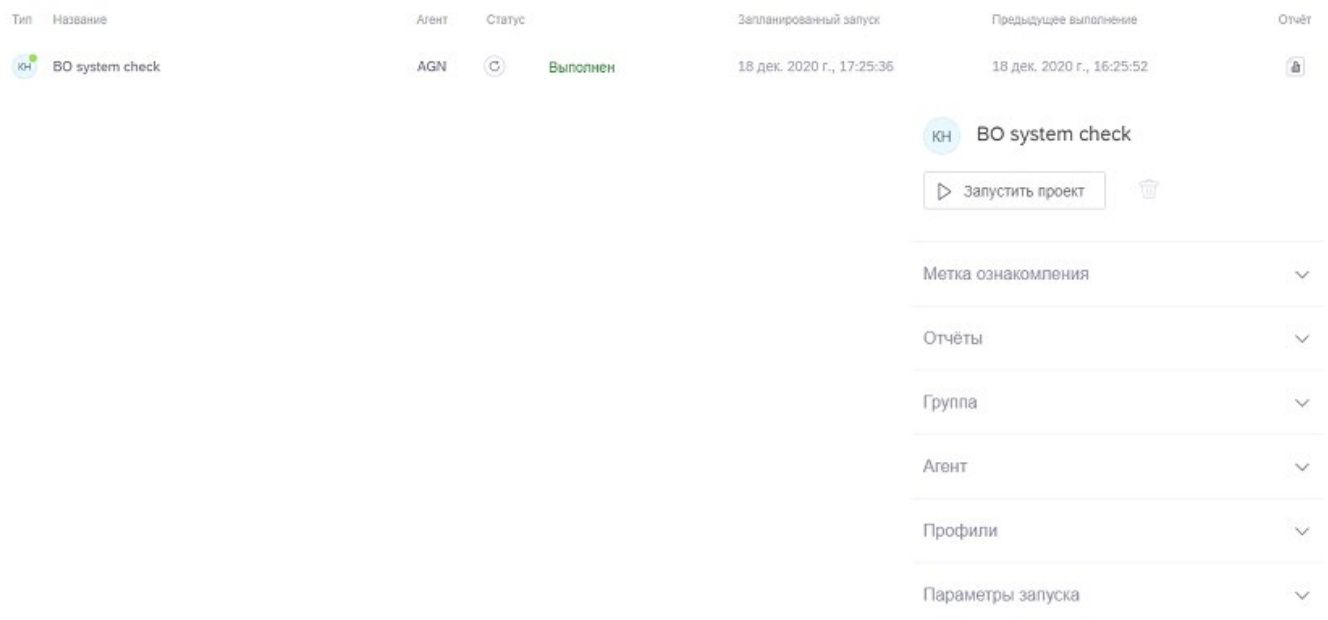 Тип Название Агент Статус Запланированный запуск Предыдущее выполнение Отчёт
КН BO system check AGN Выполнен 18 дек. 2020 г., 17:25:36 18 дек. 2020 г., 16:25:52
КН BO system check
Запустить проект
Метка ознакомления
Отчёты
Группа
Агент
Профили
Параметры запуска